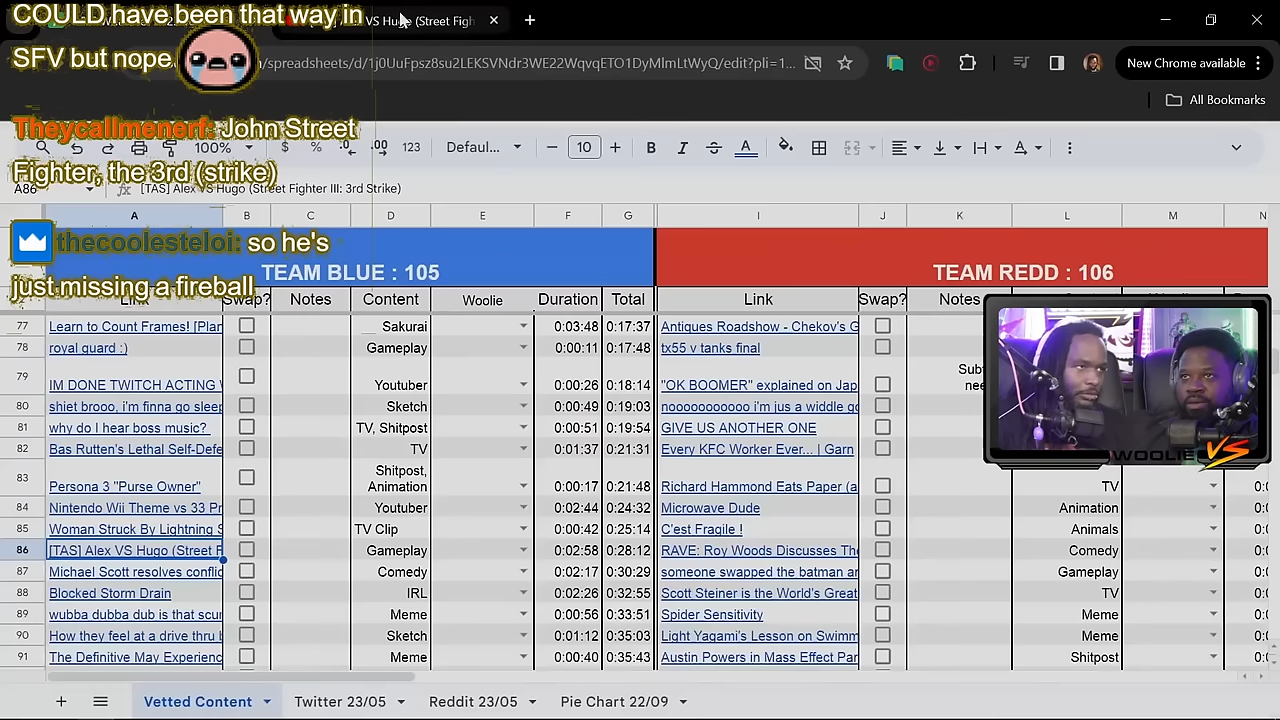 COULD have been that way in
SFV but nope.
VS Hugo (Street Figh
/spreadsheets/d/1j0UuFpsz8su2LEKSVNdr3WE22WqvqETO1DyMlmLtWyQ/edit?pli=1...
New Chrome available
All Bookmarks
Theycallmenerf: John Street
Fighter, the 3rd (strike)
100%
$ % .0 .00 123
Defaul...
10
B I
A86
[TAS] Alex VS Hugo (Street Fighter III: 3rd Strike)
A B C D E F G I J K L M N
thecoolesteloi: so he's
just missing a fireball
TEAM BLUE : 105
TEAM REDD : 106
Link Swap? Notes Content Woolie Duration Total Link Swap? Notes
77 Learn to Count Frames! [Plan Sakurai 0:03:48 0:17:37 Antiques Roadshow - Chekov's G
78 royal guard :) Gameplay 0:00:11 0:17:48 tx55 v tanks final
79 IM DONE TWITCH ACTING Youtuber 0:00:26 0:18:14 "OK BOOMER" explained on Jap
80 shiet brooo, i'm finna go sleep Sketch 0:00:49 0:19:03 nooooooooooo i'm jus a widdle go
81 why do I hear boss music? TV, Shitpost 0:00:51 0:19:54 GIVE US ANOTHER ONE
82 Bas Rutten's Lethal Self-Defe TV 0:01:37 0:21:31 Every KFC Worker Ever... | Garn
83 Persona 3 "Purse Owner" Shitpost, Animation 0:00:17 0:21:48 Richard Hammond Eats Paper (a TV
84 Nintendo Wii Theme vs 33 Pr Youtuber 0:02:44 0:24:32 Microwave Dude Animation
85 Woman Struck By Lightning S TV Clip 0:00:42 0:25:14 C'est Fragile ! Animals
86 [TAS] Alex VS Hugo (Street F Gameplay 0:02:58 0:28:12 RAVE: Roy Woods Discusses The Comedy
87 Michael Scott resolves conflic Comedy 0:02:17 0:30:29 someone swapped the batman ar Gameplay
88 Blocked Storm Drain IRL 0:02:26 0:32:55 Scott Steiner is the World's Great TV
89 wubba dubba dub is that scur Meme 0:00:56 0:33:51 Spider Sensitivity Meme
90 How they feel at a drive thru b Sketch 0:01:12 0:35:03 Light Yagami's Lesson on Swimm Meme
91 The Definitive May Experienc Meme 0:00:40 0:35:43 Austin Powers in Mass Effect Par Shitpost
WOOLIE VS
Vetted Content Twitter 23/05 Reddit 23/05 Pie Chart 22/09